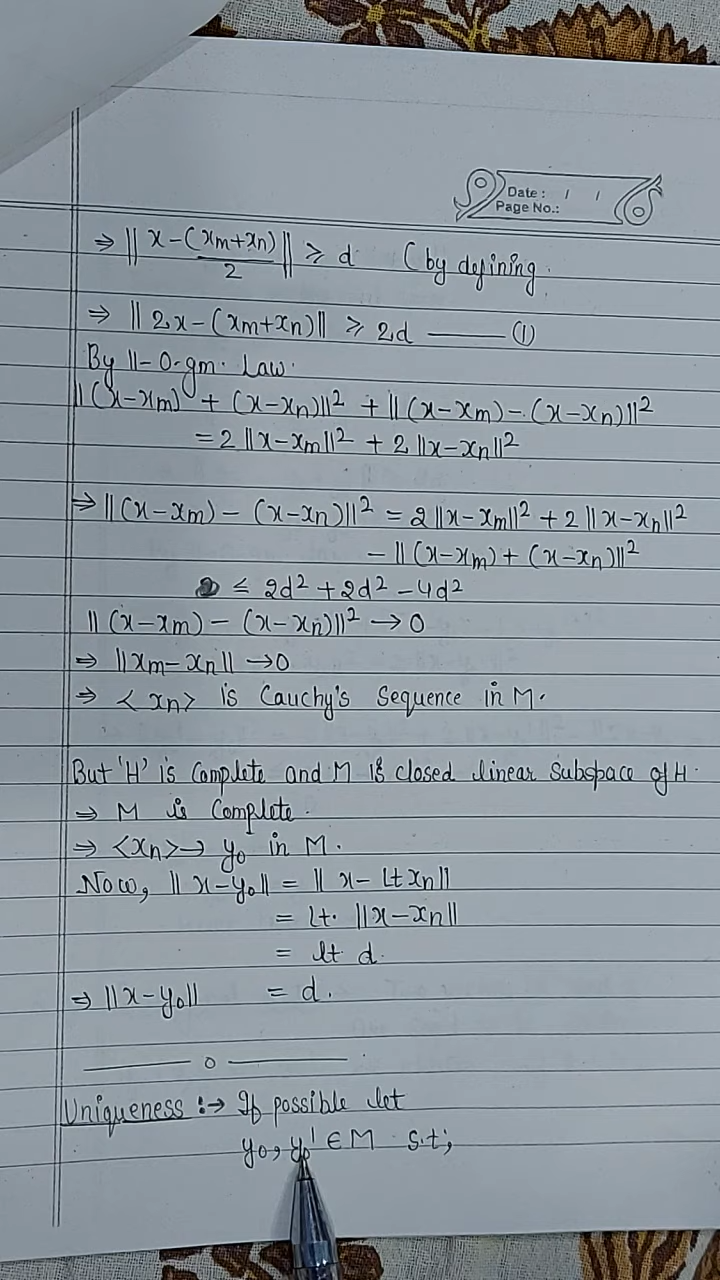 Date : / /
Page No.:
⇒ || x-(xm+xn)/2 || ≥ d (by defining.
⇒ || 2x-(xm+xn)|| ≥ 2d —— (1)
By ||-o-gm. Law.
||(x-xm) + (x-xn)||² + ||(x-xm)-(x-xn)||²
= 2 ||x-xm||² + 2 ||x-xn||²
⇒ ||(x-xm) - (x-xn)||² = 2||x-xm||² + 2 ||x-xn||²
- ||(x-xm) + (x-xn)||²
≤ 2d² + 2d² - 4d²
||(x-xm) - (x-xn)||² → 0
⇒ ||xm-xn|| → 0
⇒ <xn> is Cauchy's Sequence in M.
But 'H' is Complete and M is closed linear Subspace of H.
⇒ M is Complete.
⇒ <xn> → y₀ in M.
Now, ||x-y₀|| = || x- Lt xn||
= Lt. ||x-xn||
= lt d.
⇒ ||x-y₀|| = d.
—— o ——
Uniqueness :→ If possible let
y₀, y₀' ∈ M s.t;